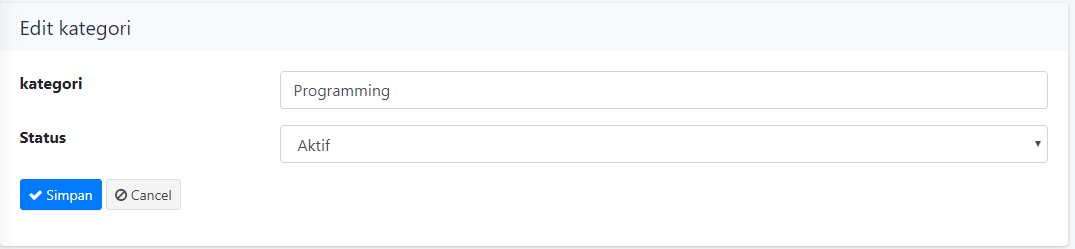 Edit kategori
kategori
Programming
Status
Aktif
Simpan Cancel